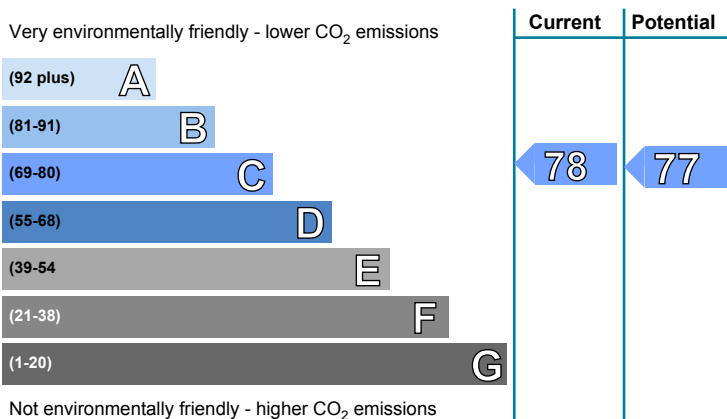 Very environmentally friendly - lower CO2 emissions
Current
Potential
(92 plus) A
(81-91) B
(69-80) C
78
77
(55-68) D
(39-54 E
(21-38) F
(1-20) G
Not environmentally friendly - higher CO2 emissions